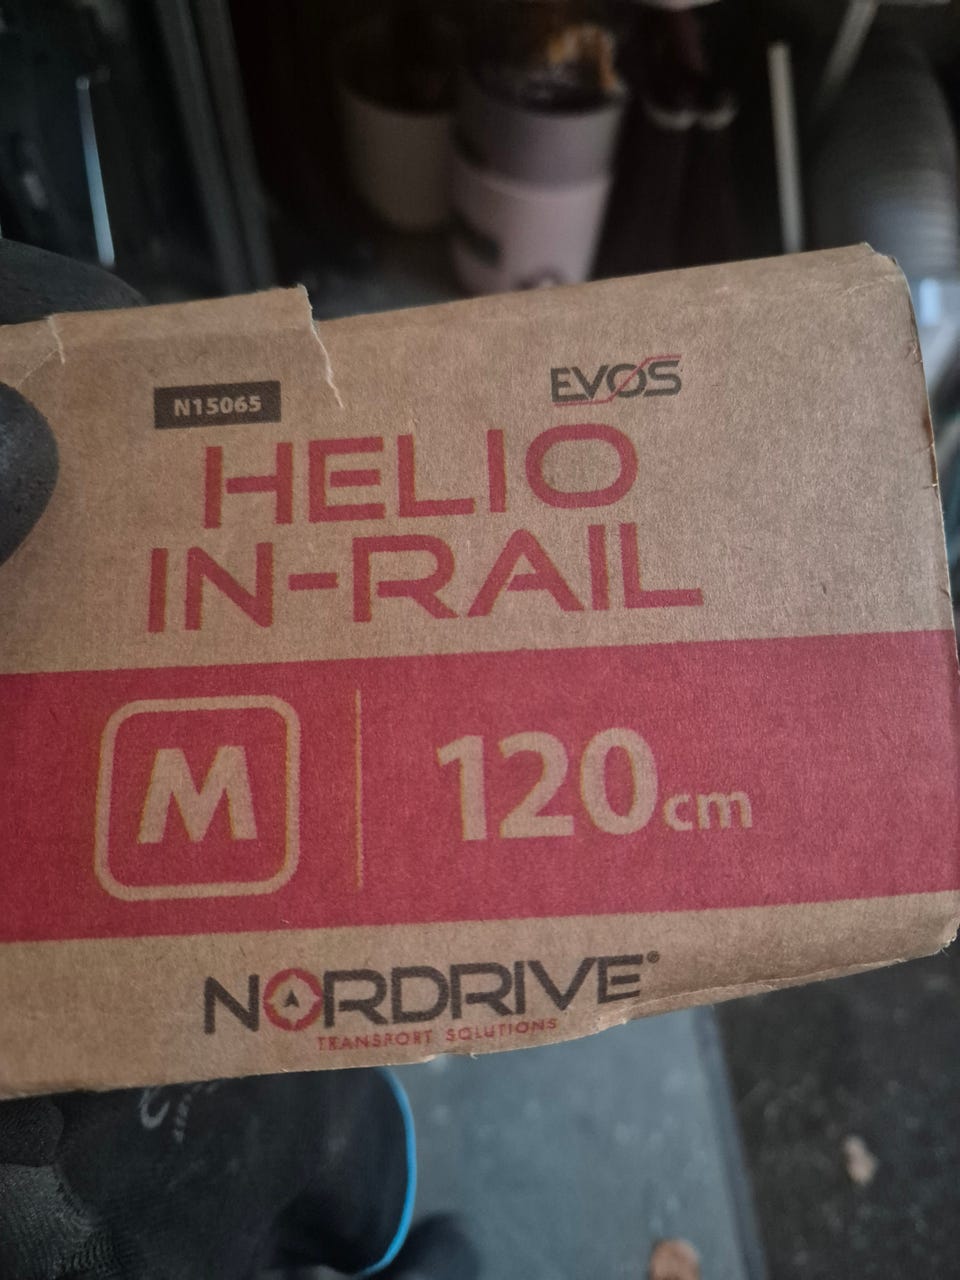 N15065
EVOS
HELIO
IN-RAIL
M
120cm
NORDRIVE®
TRANSPORT SOLUTIONS